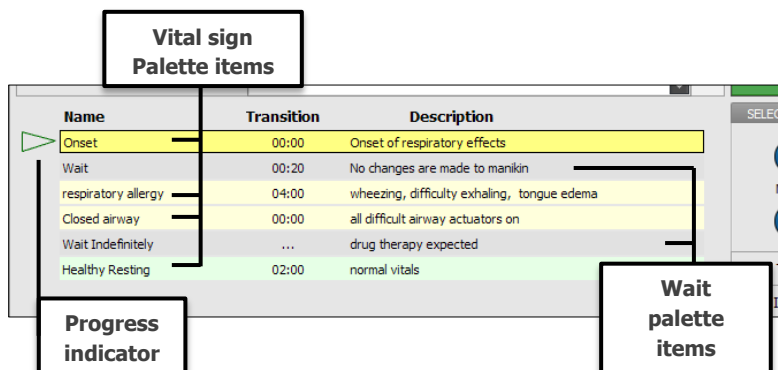 Vital sign
Palette items
Name Transition Description
SELEC
Onset 00:00 Onset of respiratory effects
Wait 00:20 No changes are made to manikin
respiratory allergy 04:00 wheezing, difficulty exhaling, tongue edema
Closed airway 00:00 all difficult airway actuators on
Wait Indefinitely ... drug therapy expected
Healthy Resting 02:00 normal vitals
Progress
indicator
Wait
palette
items